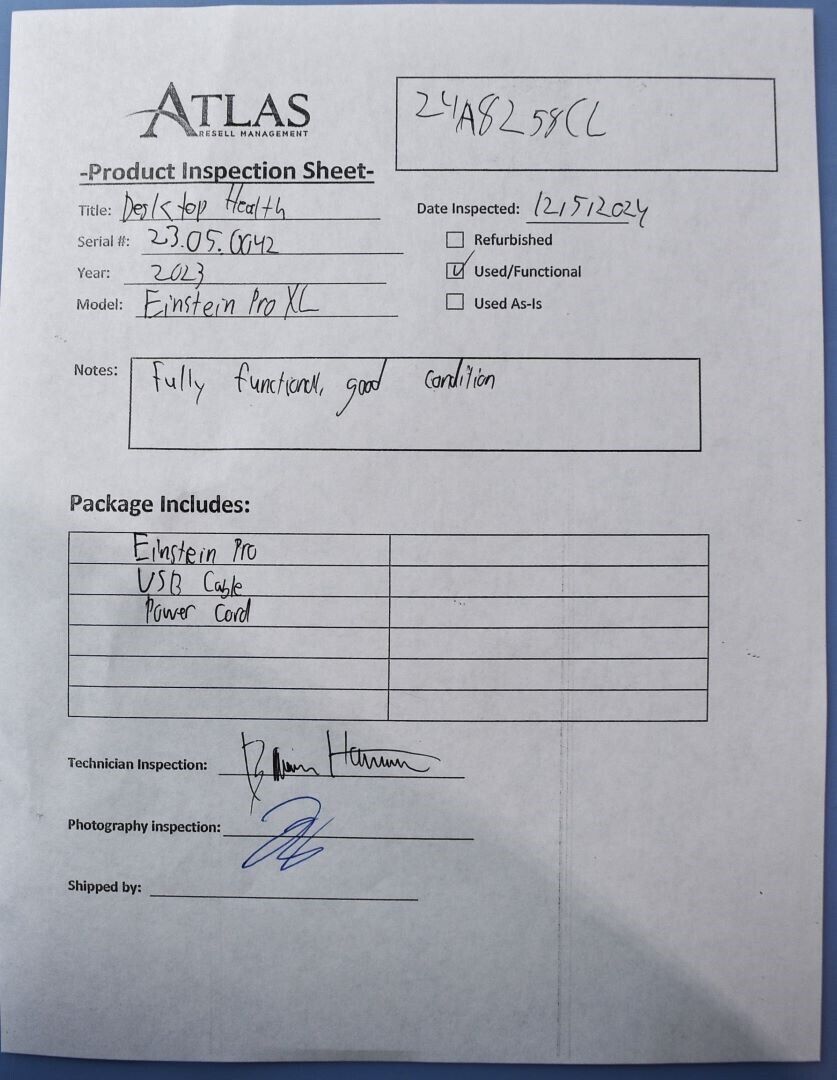 ATLAS
RESELL MANAGEMENT
24A8258CL
-Product Inspection Sheet-
Title: Desktop Health
Date Inspected: 12/5/2024
Serial #: 23.05.0042
Refurbished
Year: 2023
Used/Functional
Model: Einstein Pro XL
Used As-Is
Notes: Fully functional, good condition
Package Includes:
Einstein Pro
USB Cable
Power Cord
Technician Inspection:
Photography inspection:
Shipped by: